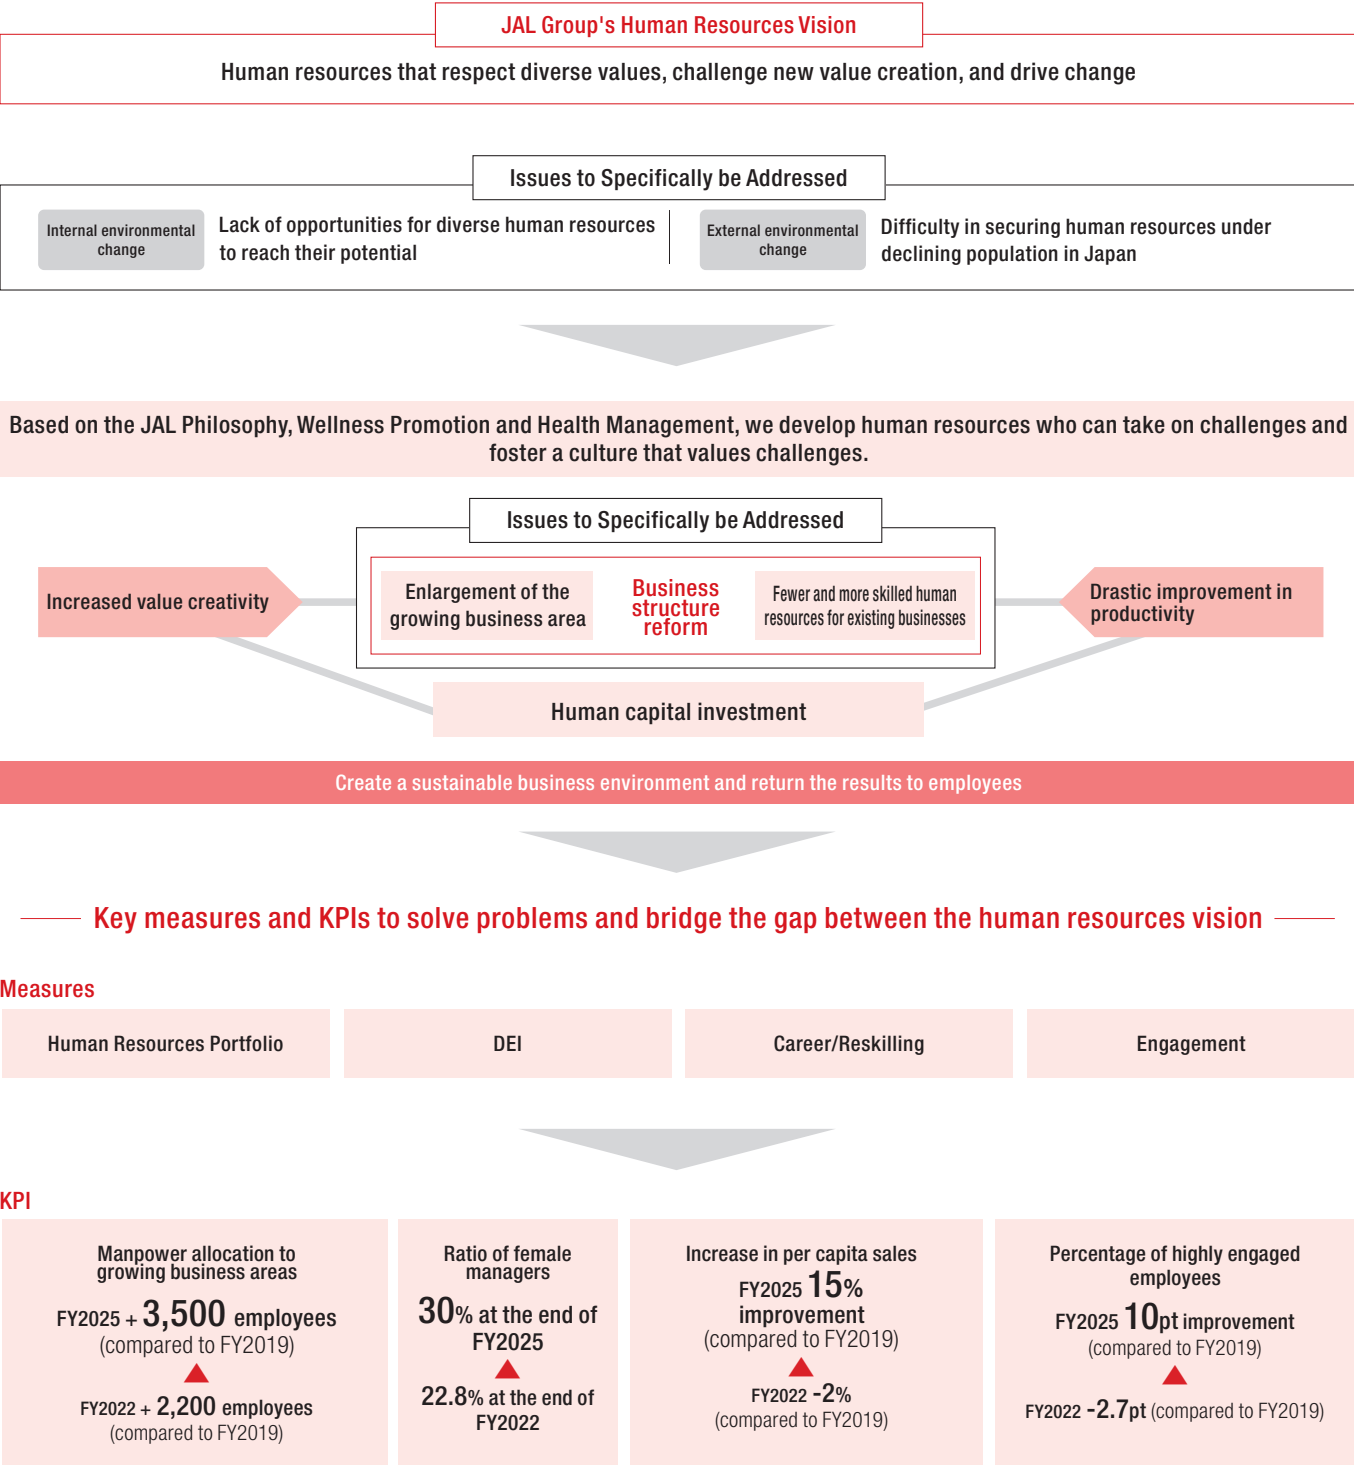 JAL Group's Human Resources Vision
Human resources that respect diverse values, challenge new value creation, and drive change
Issues to Specifically be Addressed
Internal environmental
change
Lack of opportunities for diverse human resources
to reach their potential
External environmental
change
Difficulty in securing human resources under
declining population in Japan
Based on the JAL Philosophy, Wellness Promotion and Health Management, we develop human resources who can take on challenges and
foster a culture that values challenges.
Issues to Specifically be Addressed
Increased value creativity
Enlargement of the
growing business area
Business
structure
reform
Fewer and more skilled human
resources for existing businesses
Drastic improvement in
productivity
Human capital investment
Create a sustainable business environment and return the results to employees
Key measures and KPIs to solve problems and bridge the gap between the human resources vision
Measures
Human Resources Portfolio
DEI
Career/Reskilling
Engagement
KPI
Manpower allocation to
growing business areas
FY2025 + 3,500 employees
(compared to FY2019)
FY2022 + 2,200 employees
(compared to FY2019)
Ratio of female
managers
30% at the end of
FY2025
22.8% at the end of
FY2022
Increase in per capita sales
FY2025 15%
improvement
(compared to FY2019)
FY2022 -2%
(compared to FY2019)
Percentage of highly engaged
employees
FY2025 10pt improvement
(compared to FY2019)
FY2022 -2.7pt (compared to FY2019)